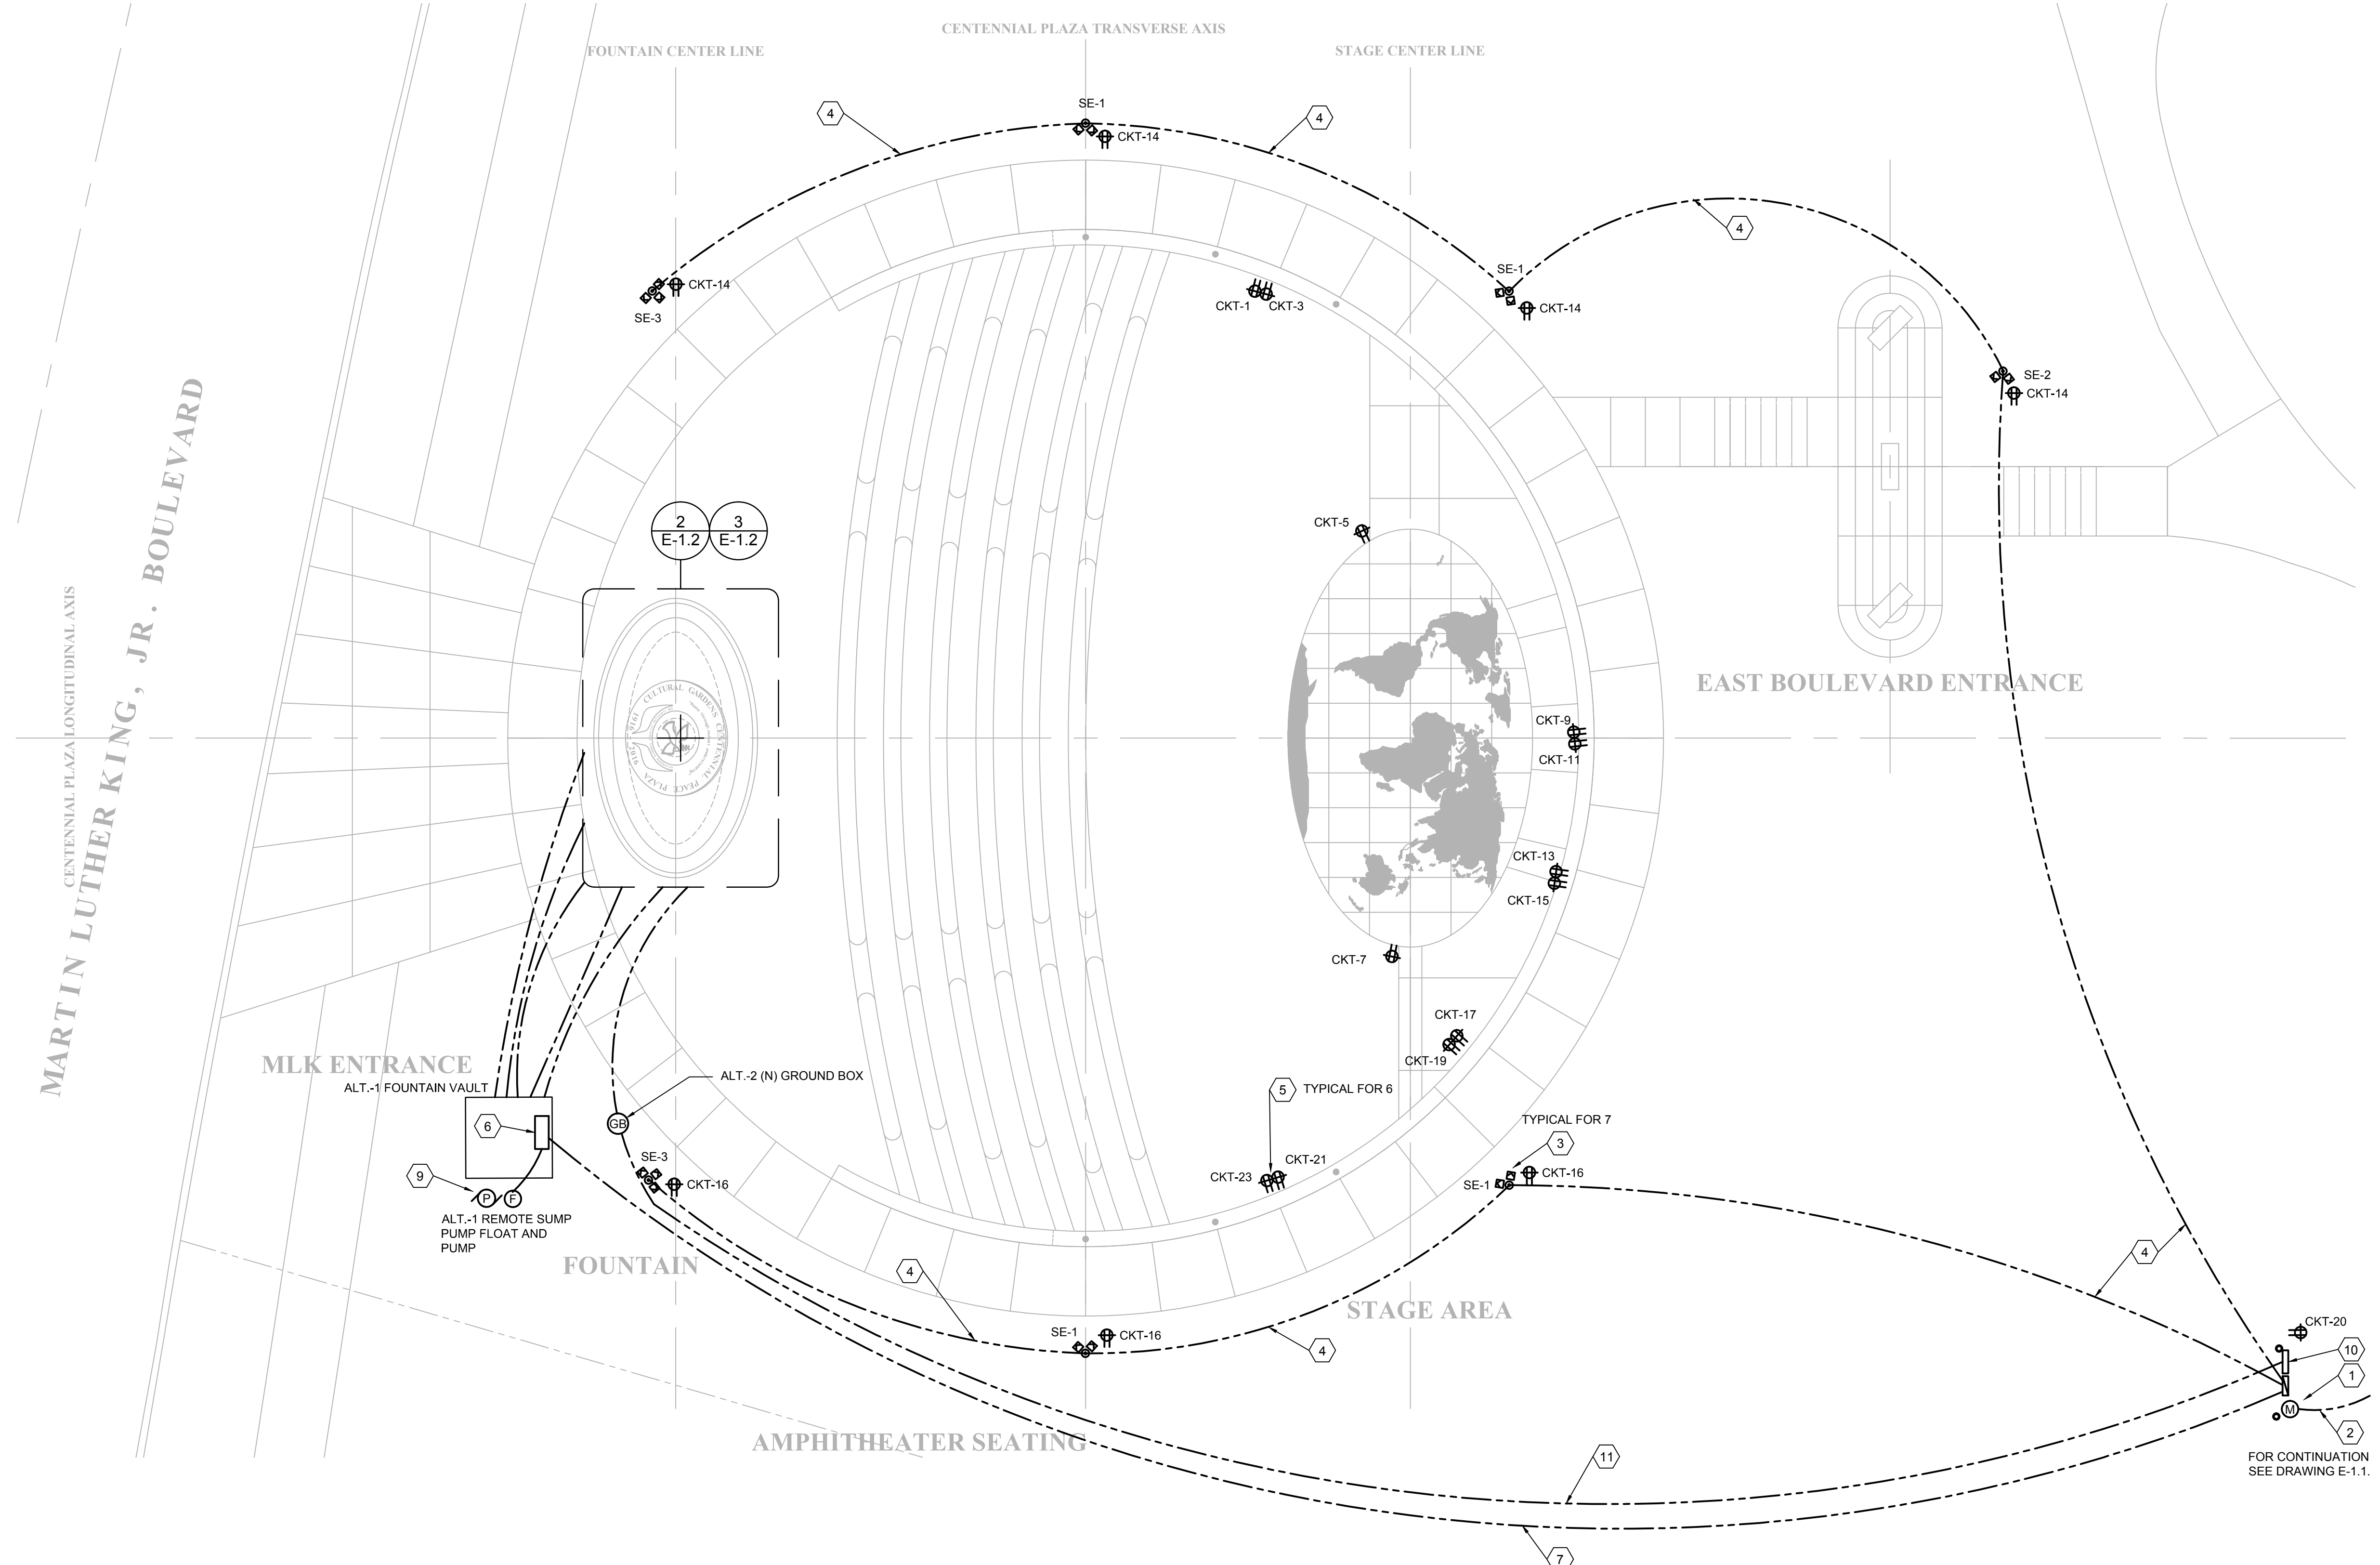 CENTENNIAL PLAZA TRANSVERSE AXIS
FOUNTAIN CENTER LINE
STAGE CENTER LINE
SE-1
4
4
CKT-14
4
SE-1
CKT-14
SE-3
CKT-1
CKT-3
CKT-14
SE-2
CKT-14
2
E-1.2
3
E-1.2
CKT-5
MARTIN LUTHER KING, JR. BOULEVARD
CENTENNIAL PLAZA LONGITUDINAL AXIS
CULTURAL GARDENS CENTENNIAL
PEACE PLAZA
1916
2016
EAST BOULEVARD ENTRANCE
CKT-9
CKT-11
CKT-13
CKT-15
CKT-7
CKT-17
CKT-19
MLK ENTRANCE
ALT.-1 FOUNTAIN VAULT
ALT.-2 (N) GROUND BOX
5
TYPICAL FOR 6
6
GB
TYPICAL FOR 7
3
9
P
F
SE-3
CKT-16
CKT-23
CKT-21
SE-1
CKT-16
ALT.-1 REMOTE SUMP
PUMP FLOAT AND
PUMP
FOUNTAIN
4
4
STAGE AREA
SE-1
CKT-16
4
CKT-20
10
1
M
2
AMPHITHEATER SEATING
11
FOR CONTINUATION
SEE DRAWING E-1.1.
7